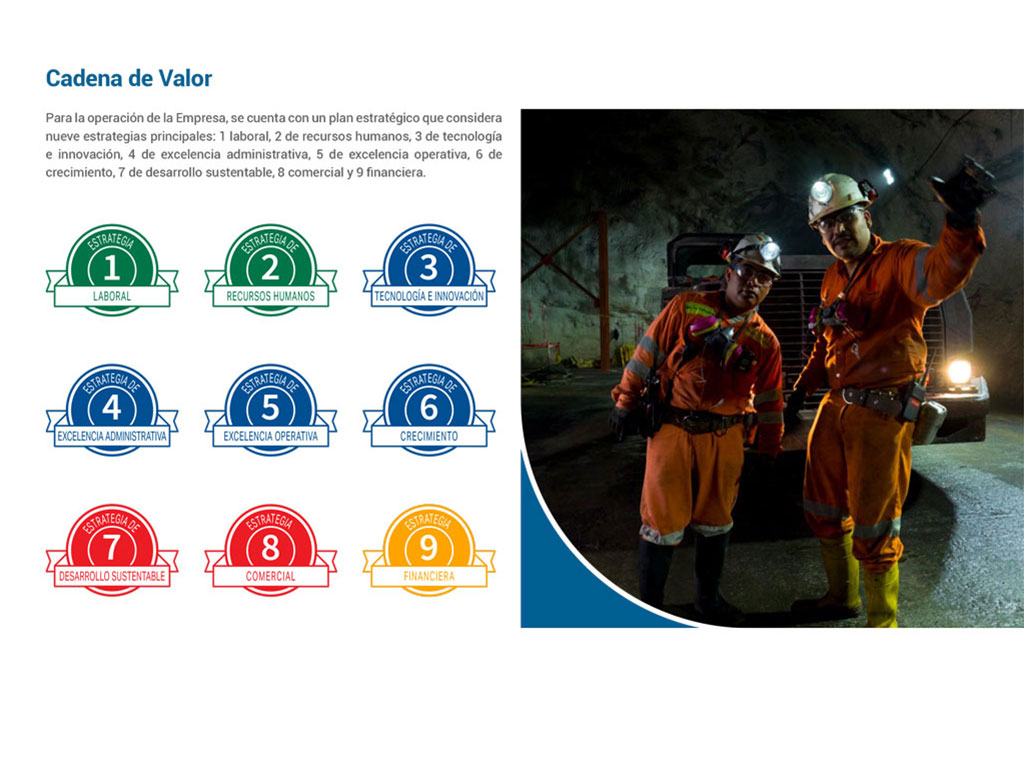 Cadena de Valor
Para la operación de la Empresa, se cuenta con un plan estratégico que considera
nueve estrategias principales: 1 laboral, 2 de recursos humanos, 3 de tecnología
e innovación, 4 de excelencia administrativa, 5 de excelencia operativa, 6 de
crecimiento, 7 de desarrollo sustentable, 8 comercial y 9 financiera.
ESTRATEGIA
1
LABORAL
ESTRATEGIA DE
2
RECURSOS HUMANOS
ESTRATEGIA DE
3
TECNOLOGÍA E INNOVACIÓN
ESTRATEGIA DE
4
EXCELENCIA ADMINISTRATIVA
ESTRATEGIA DE
5
EXCELENCIA OPERATIVA
ESTRATEGIA DE
6
CRECIMIENTO
ESTRATEGIA DE
7
DESARROLLO SUSTENTABLE
ESTRATEGIA
8
COMERCIAL
ESTRATEGIA
9
FINANCIERA